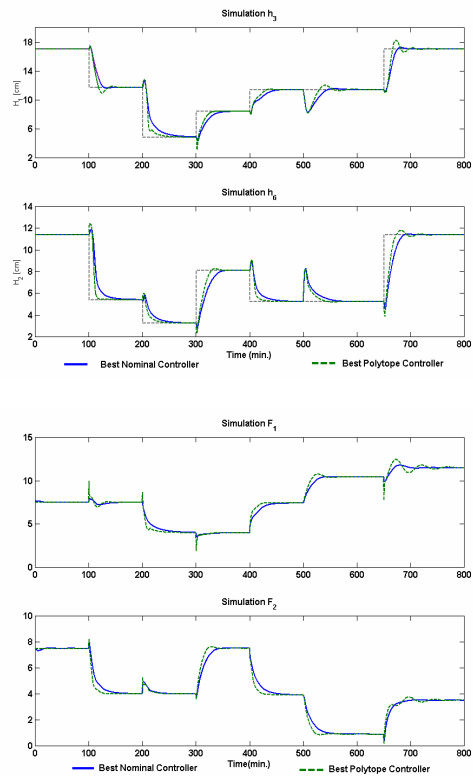 Simulation h3
18
14
10
6
2
H1 [cm]
0 100 200 300 400 500 600 700 800
Simulation h6
14
12
10
8
6
4
2
H2 [cm]
0 100 200 300 400 500 600 700 800
Time (min.)
Best Nominal Controller Best Polytope Controller
Simulation F1
15
10
5
0
0 100 200 300 400 500 600 700 800
Simulation F2
10
8
6
4
2
0
0 100 200 300 400 500 600 700 800
Time(min.)
Best Nominal Controller Best Polytope Controller